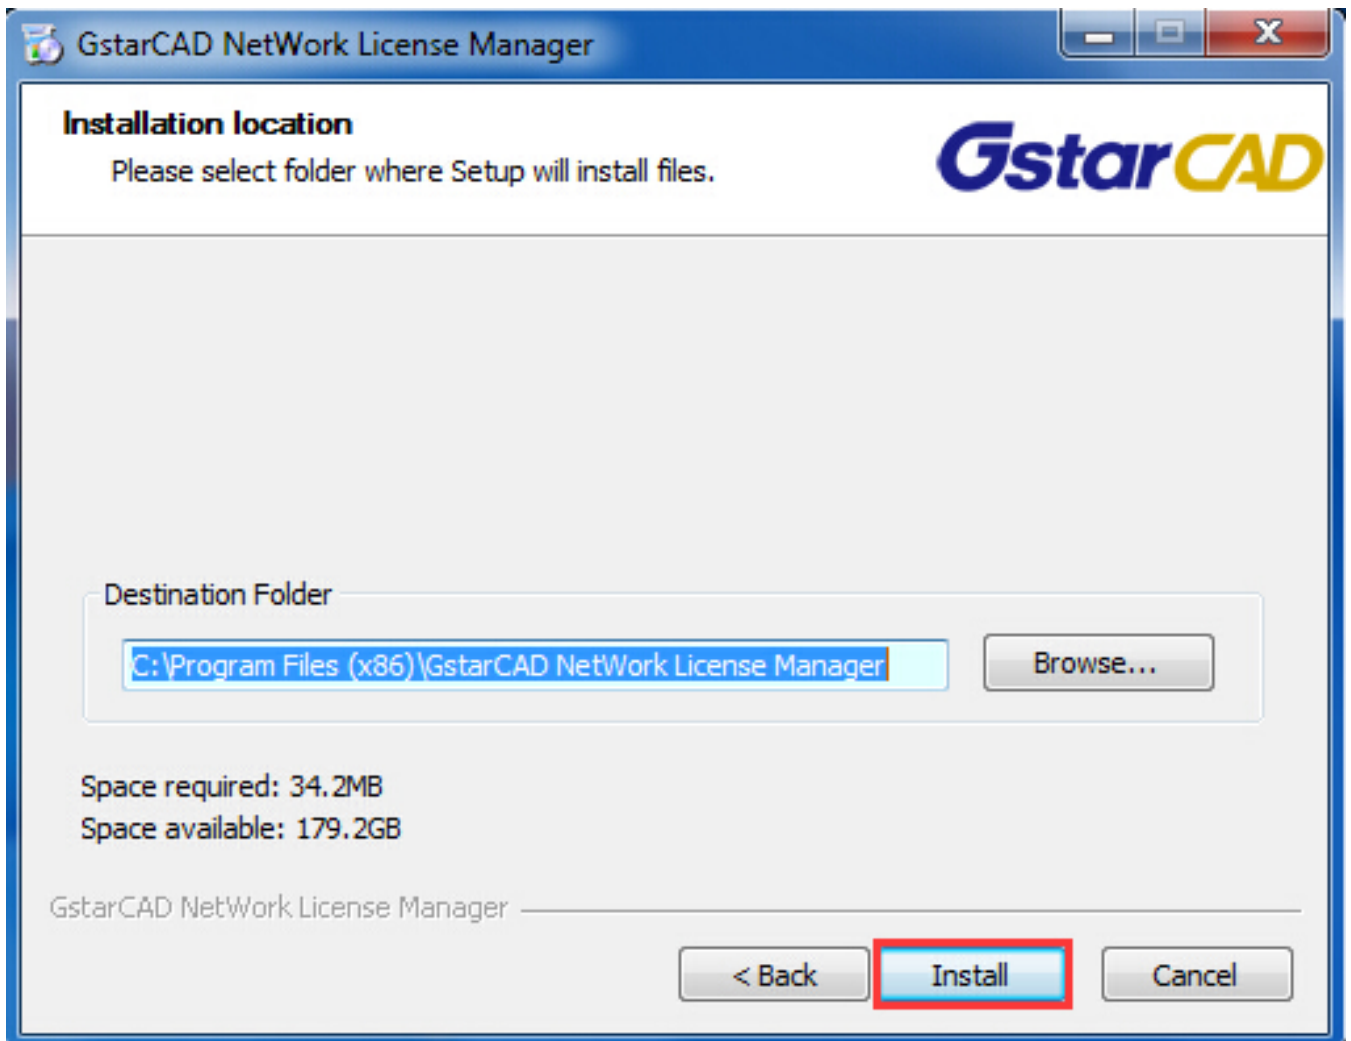 GstarCAD NetWork License Manager
Installation location
Please select folder where Setup will install files.
GstarCAD
Destination Folder
C:\Program Files (x86)\GstarCAD NetWork License Manager
Browse...
Space required: 34.2MB
Space available: 179.2GB
GstarCAD NetWork License Manager
< Back
Install
Cancel